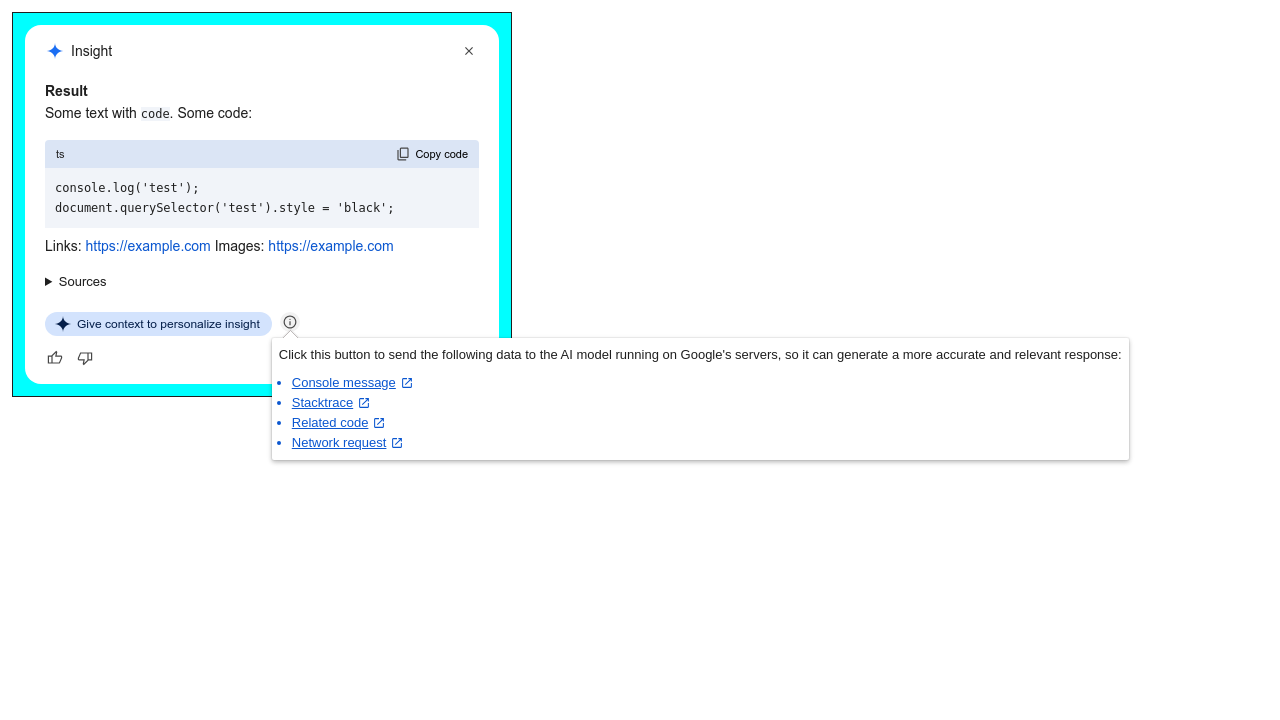 Insight
Result
Some text with code. Some code:
ts
Copy code
console.log('test');
document.querySelector('test').style = 'black';
Links: https://example.com Images: https://example.com
Sources
Give context to personalize insight
Click this button to send the following data to the AI model running on Google's servers, so it can generate a more accurate and relevant response:
Console message
Stacktrace
Related code
Network request